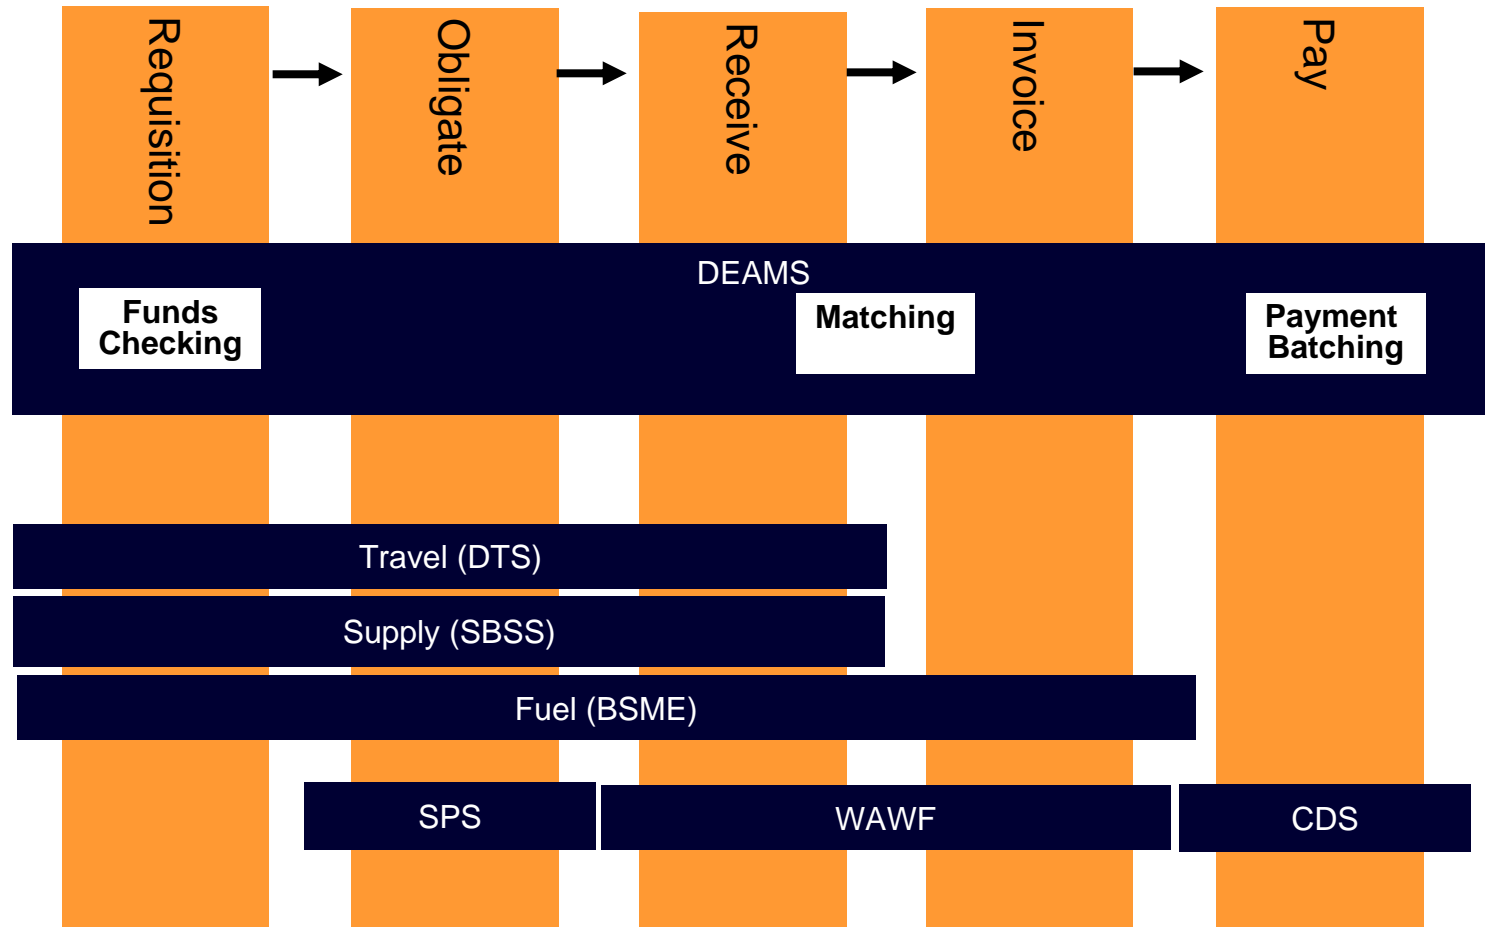 Requisition
Obligate
Receive
Invoice
Pay
DEAMS
Funds
Checking
Matching
Payment
Batching
Travel (DTS)
Supply (SBSS)
Fuel (BSME)
SPS
WAWF
CDS